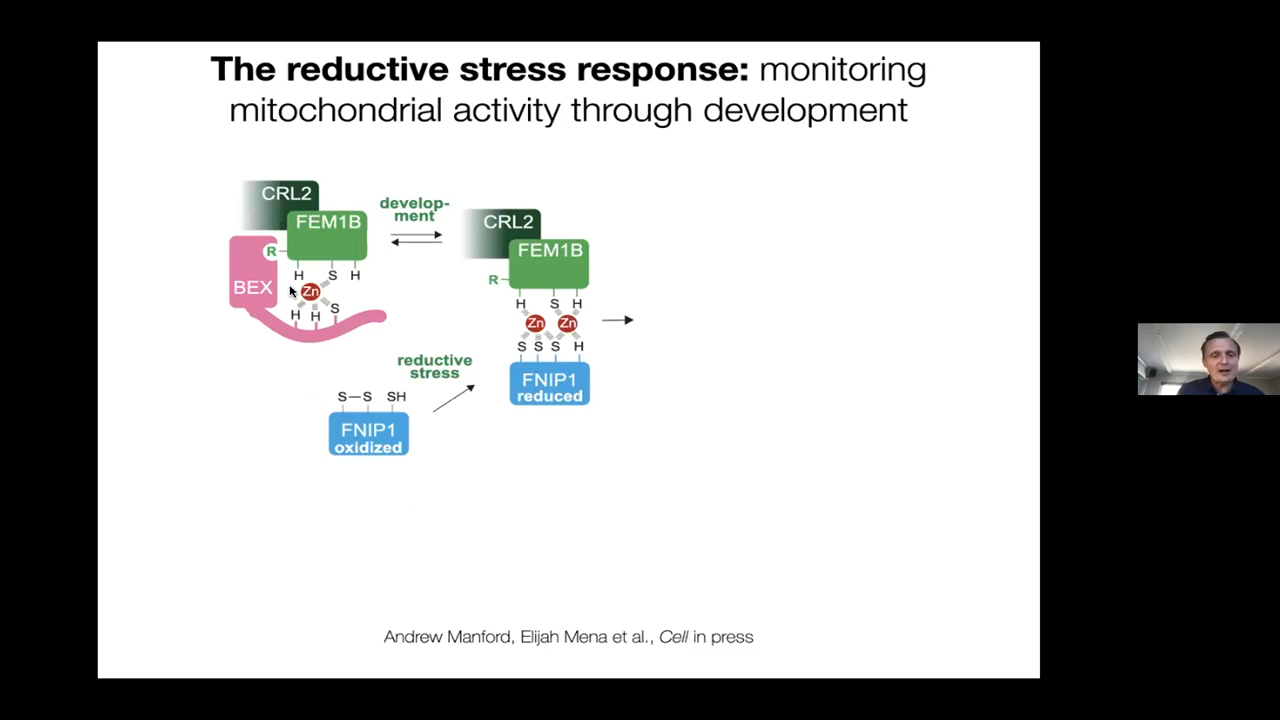 The reductive stress response: monitoring
mitochondrial activity through development
CRL2
FEM1B
R
BEX
H S H
Zn
H H S
develop-
ment
CRL2
FEM1B
R
H S H
Zn Zn
S S S H
FNIP1
reduced
reductive
stress
S—S SH
FNIP1
oxidized
Andrew Manford, Elijah Mena et al., Cell in press